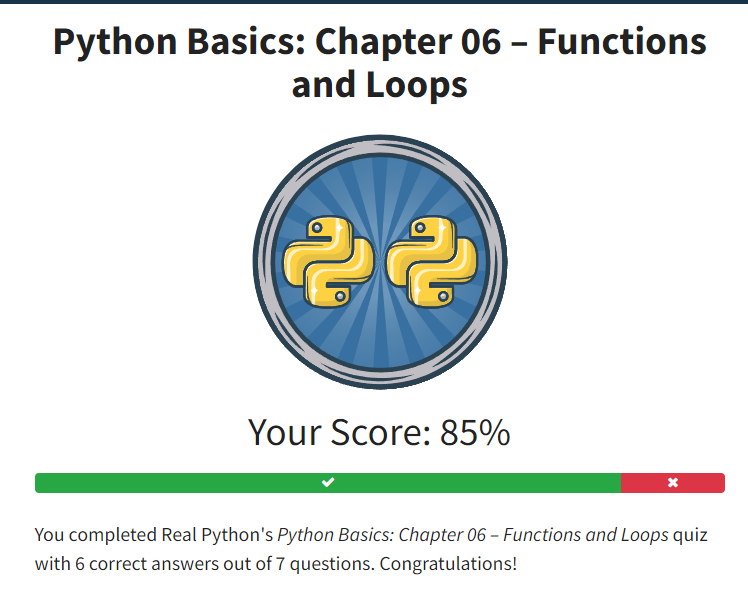 Python Basics: Chapter 06 – Functions
and Loops
Your Score: 85%
You completed Real Python's Python Basics: Chapter 06 – Functions and Loops quiz
with 6 correct answers out of 7 questions. Congratulations!